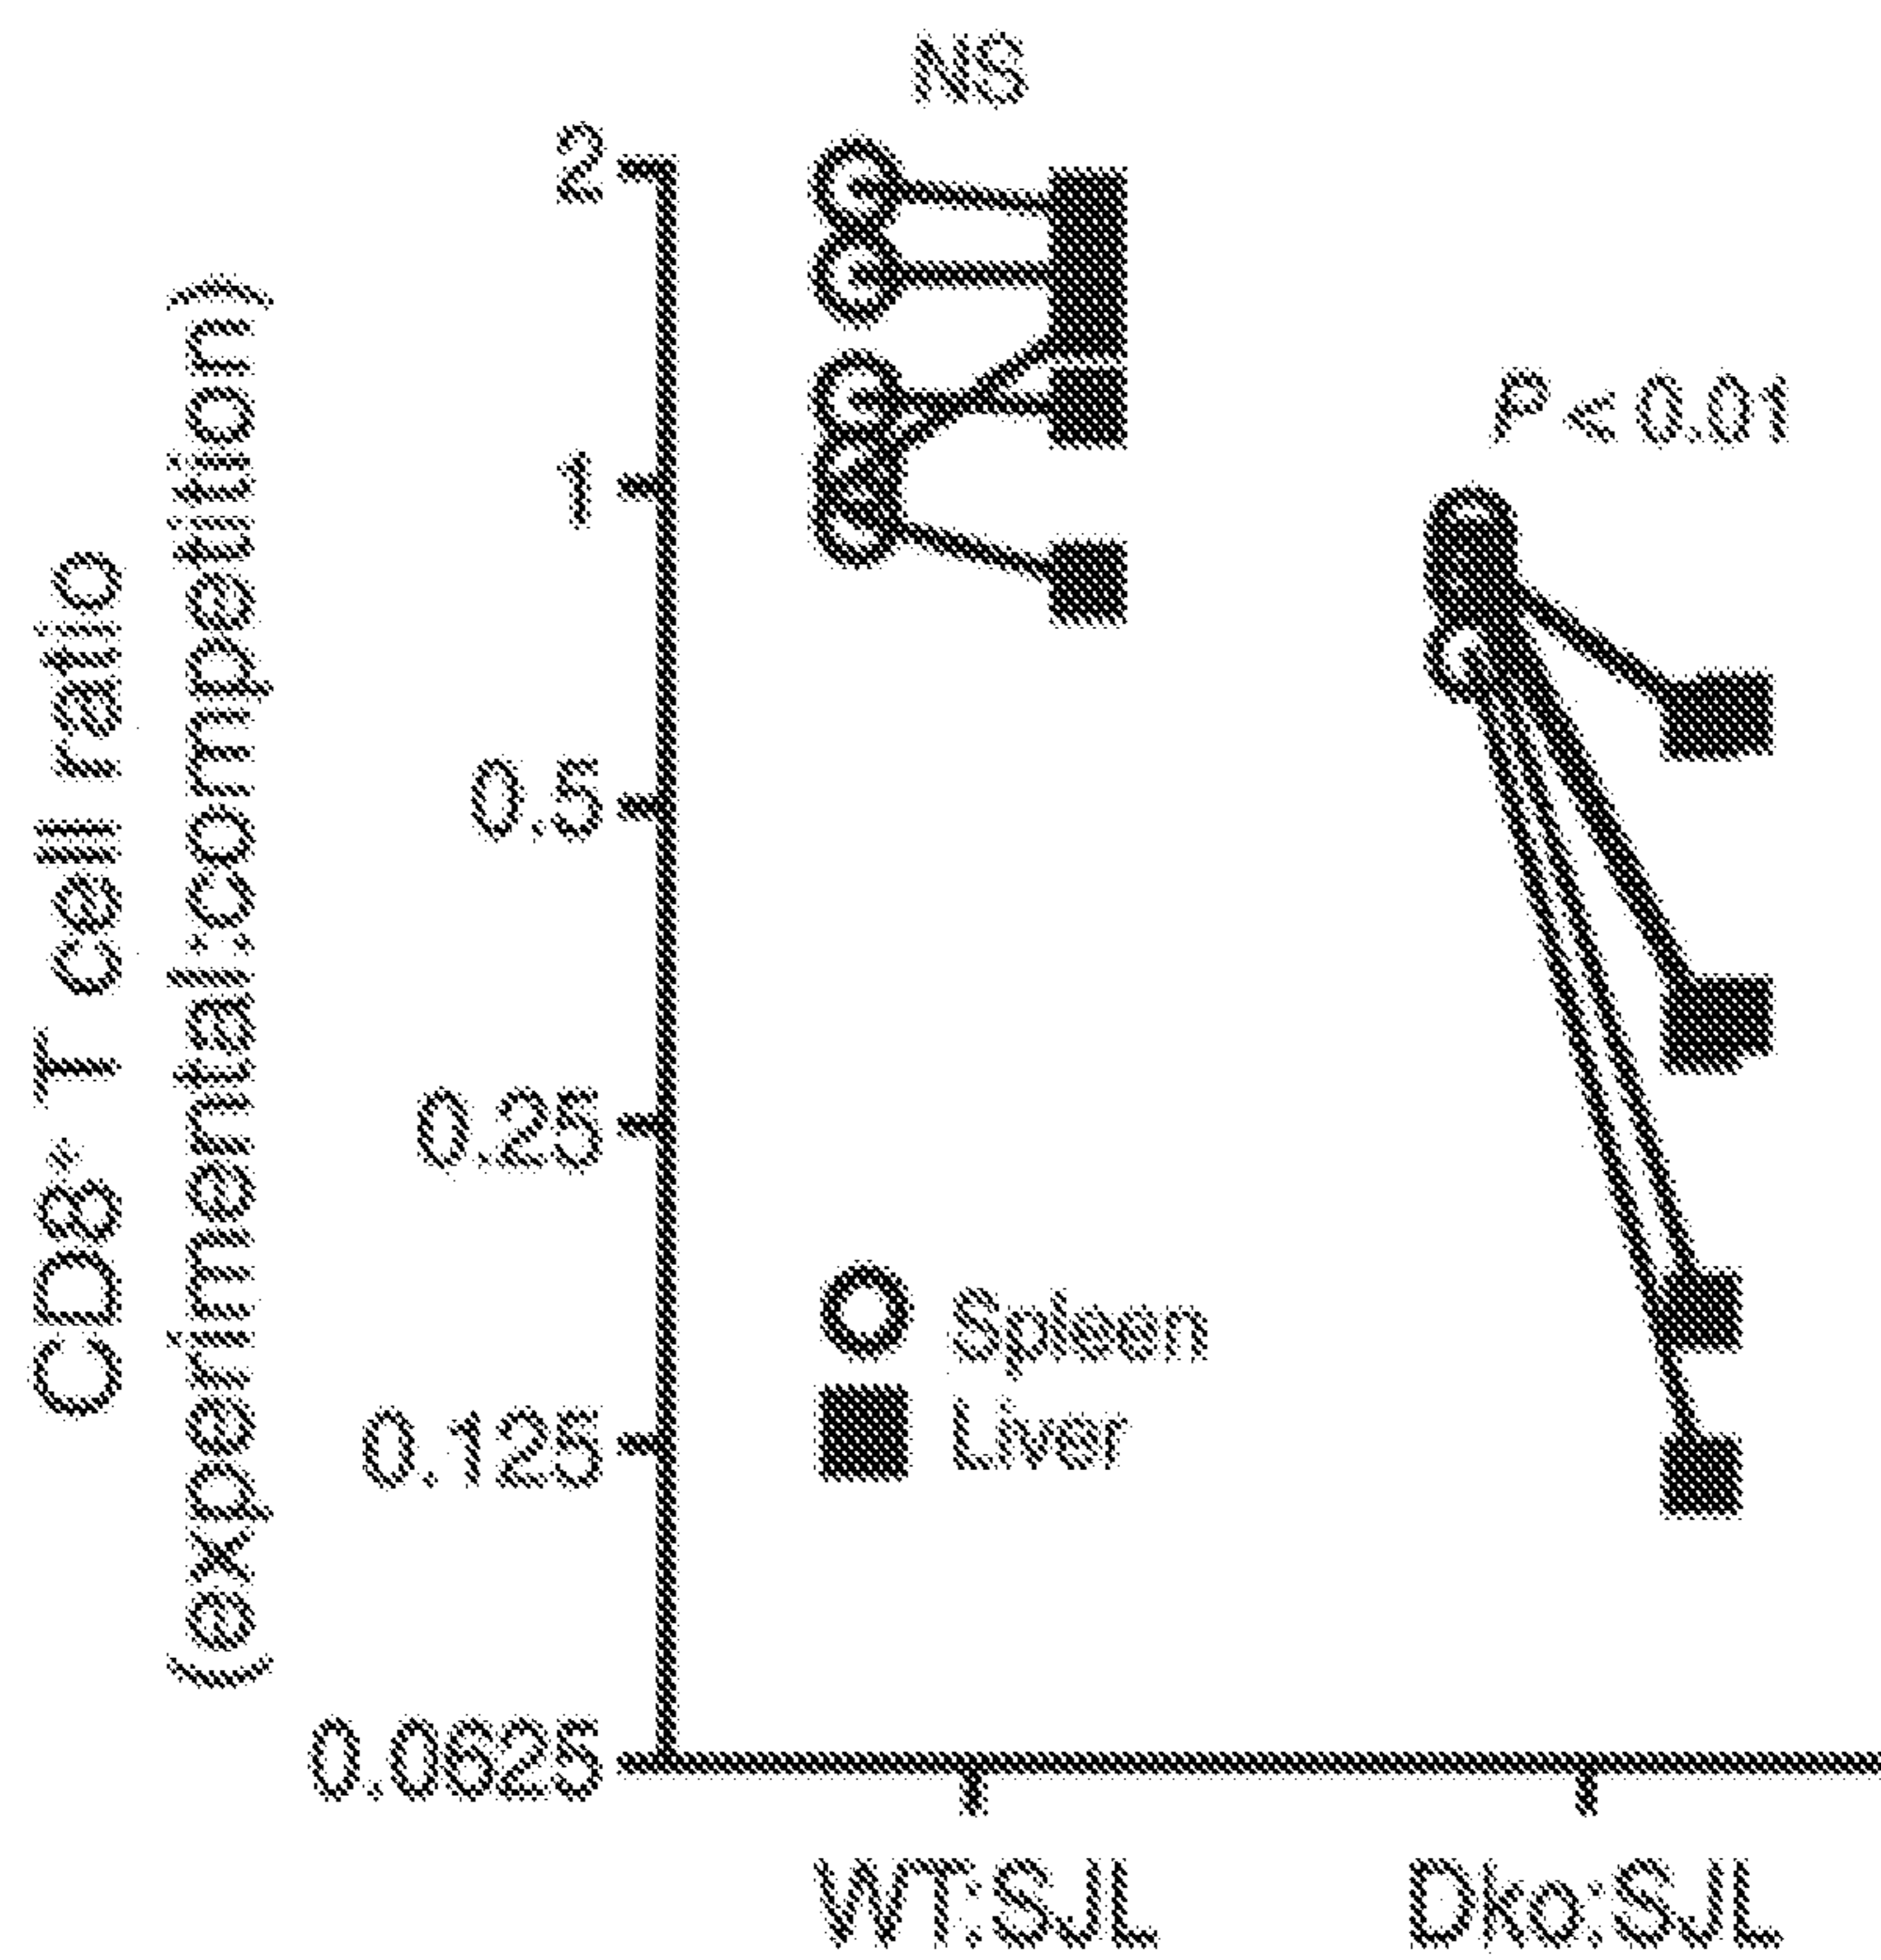 NS
P < 0.01
CD8+ T cell ratio
(experimental:competition)
2
1
0.5
0.25
0.125
0.0625
Spleen
Liver
WT:SJL
Dko:SJL